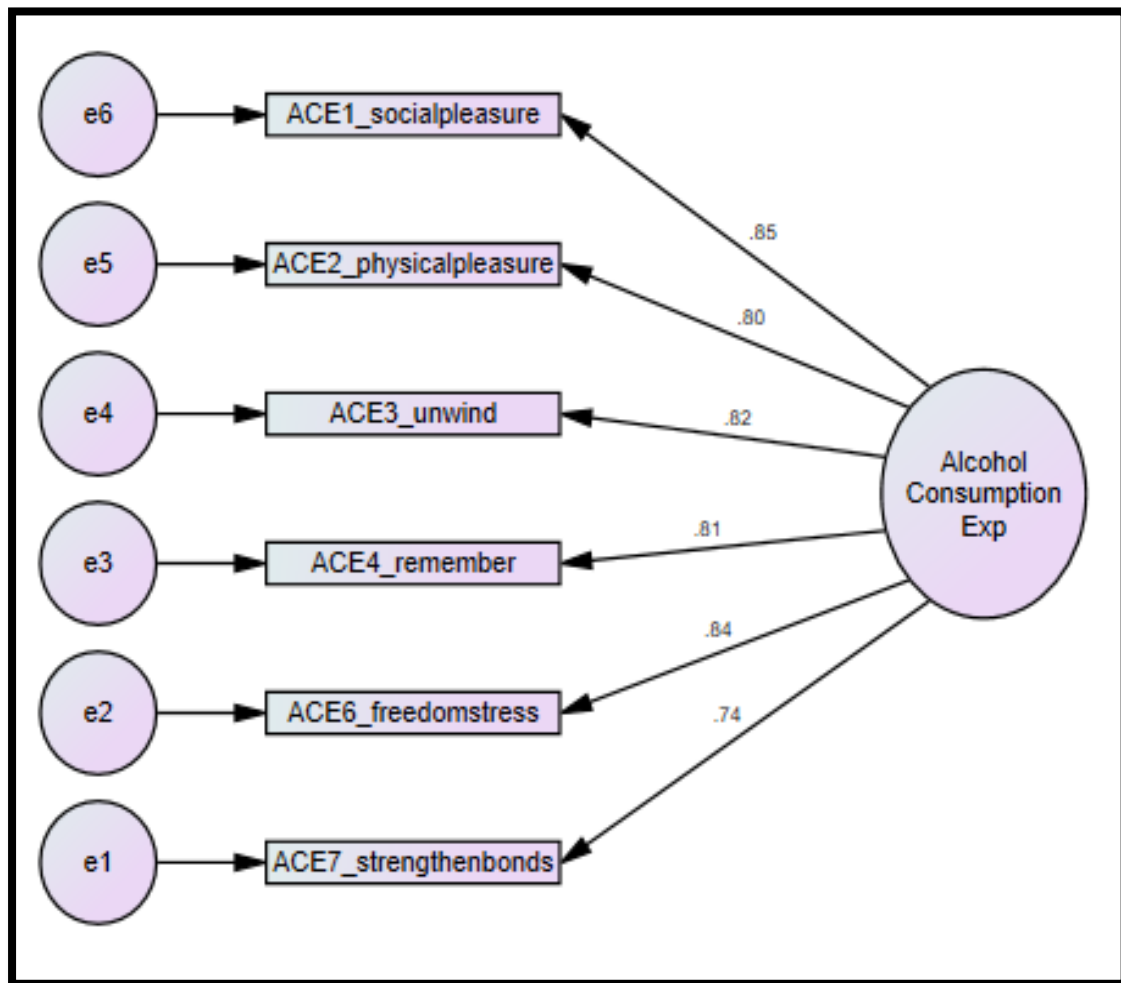 e6
ACE1_socialpleasure
.85
e5
ACE2_physicalpleasure
.80
e4
ACE3_unwind
.82
Alcohol
Consumption
Exp
e3
ACE4_remember
.81
e2
ACE6_freedomstress
.84
e1
ACE7_strengthenbonds
.74